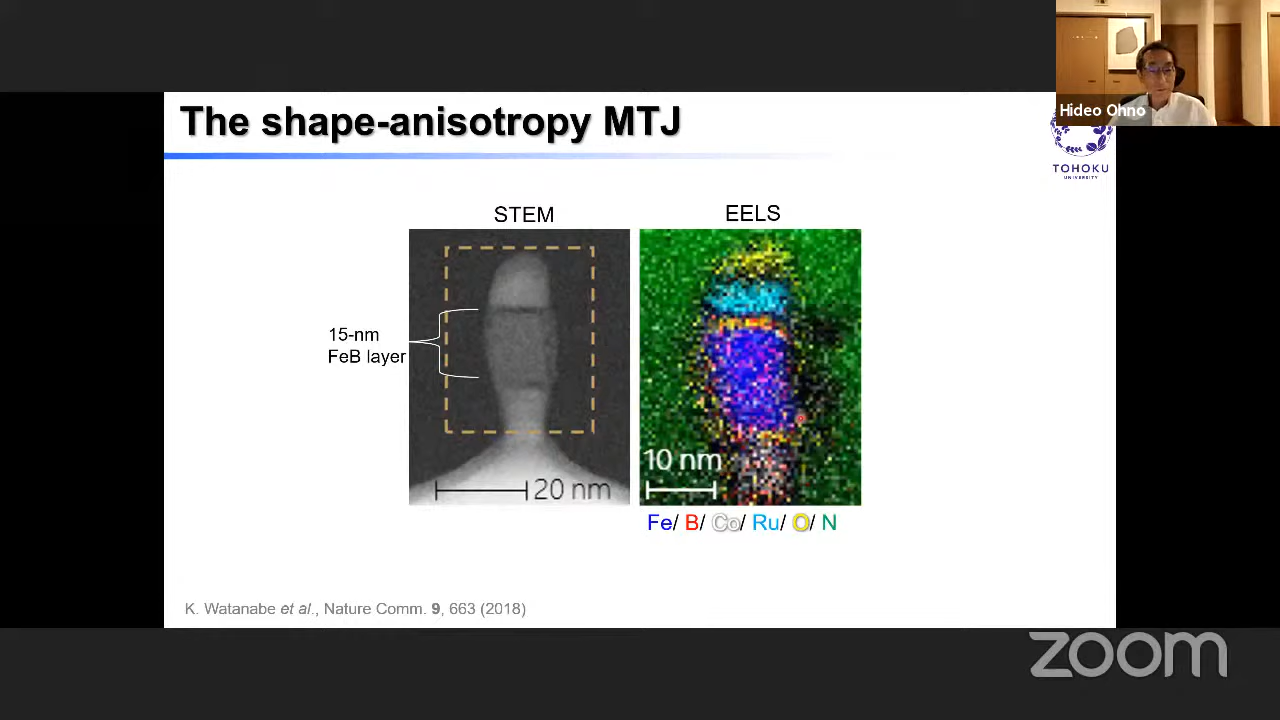 Hideo Ohno
The shape-anisotropy MTJ
TOHOKU
UNIVERSITY
STEM
EELS
15-nm
FeB layer
20 nm
10 nm
Fe/ B/ Co/ Ru/ O/ N
K. Watanabe et al., Nature Comm. 9, 663 (2018)
zoom